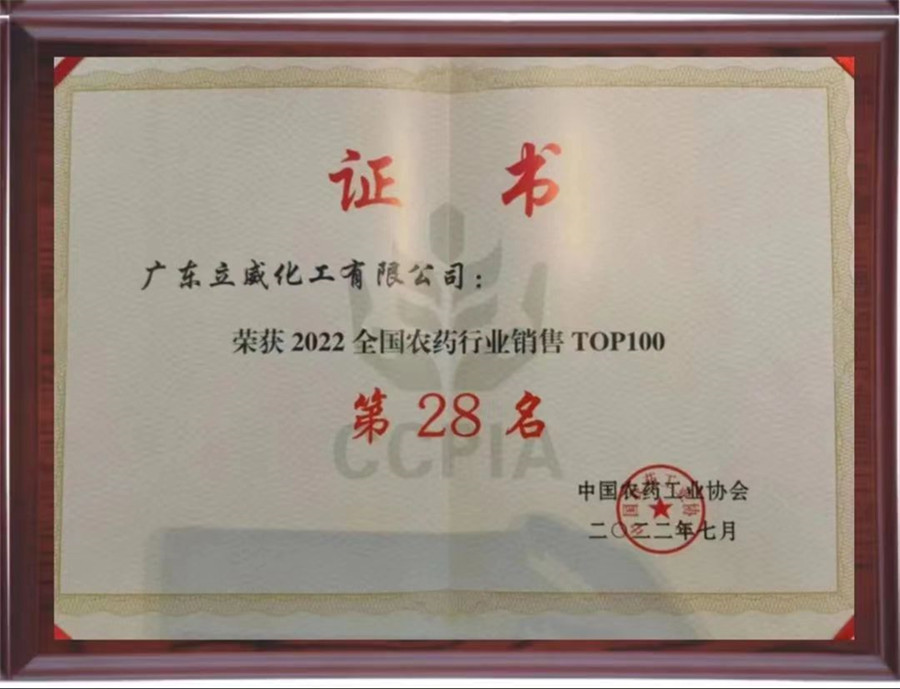 证 书
广东立威化工有限公司：
荣获 2022 全国农药行业销售 TOP100
第 28 名
CCPIA
中国农药工业协会
二〇二二年七月